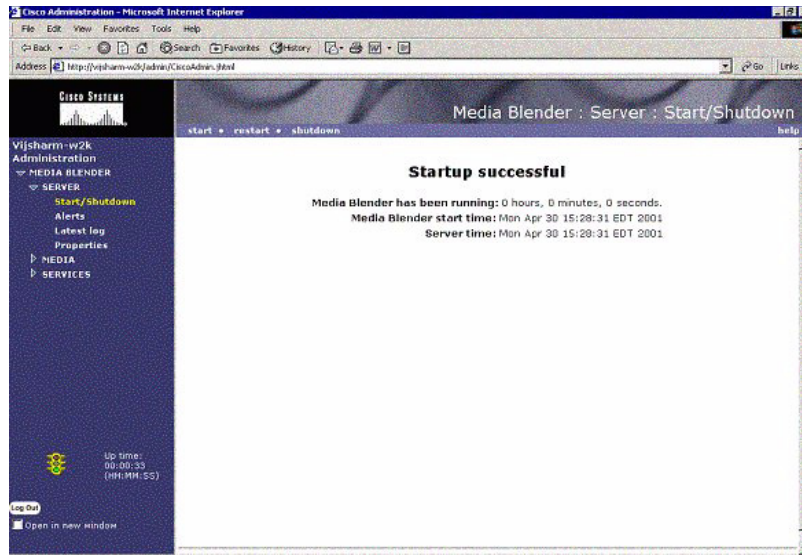 Cisco Administration - Microsoft Internet Explorer
File Edit View Favorites Tools Help
Back Search Favorites History
Address http://vijsharm-w2k/admin/CiscoAdmin.jhtml Go Links
CISCO SYSTEMS
Media Blender : Server : Start/Shutdown
start • restart • shutdown help
Vijsharm-w2k
Administration
MEDIA BLENDER
SERVER
Start/Shutdown
Alerts
Latest log
Properties
MEDIA
SERVICES
Startup successful
Media Blender has been running: 0 hours, 0 minutes, 0 seconds.
Media Blender start time: Mon Apr 30 15:28:31 EDT 2001
Server time: Mon Apr 30 15:28:31 EDT 2001
Up time:
00:00:33
(HH:MM:SS)
Log Out
Open in new window